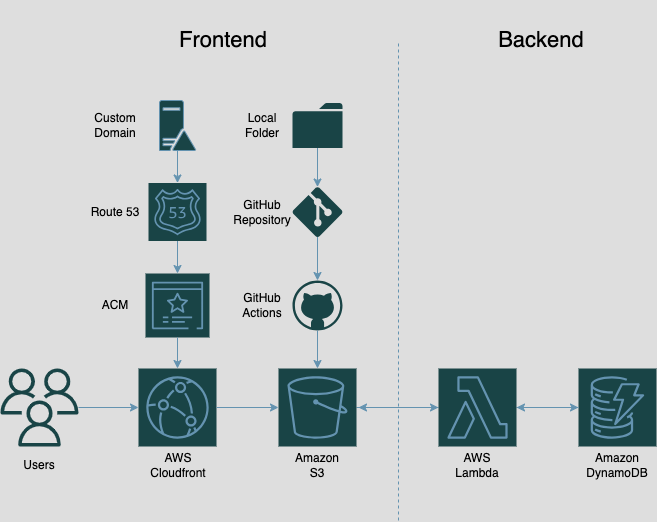 Frontend
Backend
Custom
Domain
Local
Folder
Route 53
53
GitHub
Repository
ACM
GitHub
Actions
Users
AWS
Cloudfront
Amazon
S3
AWS
Lambda
Amazon
DynamoDB